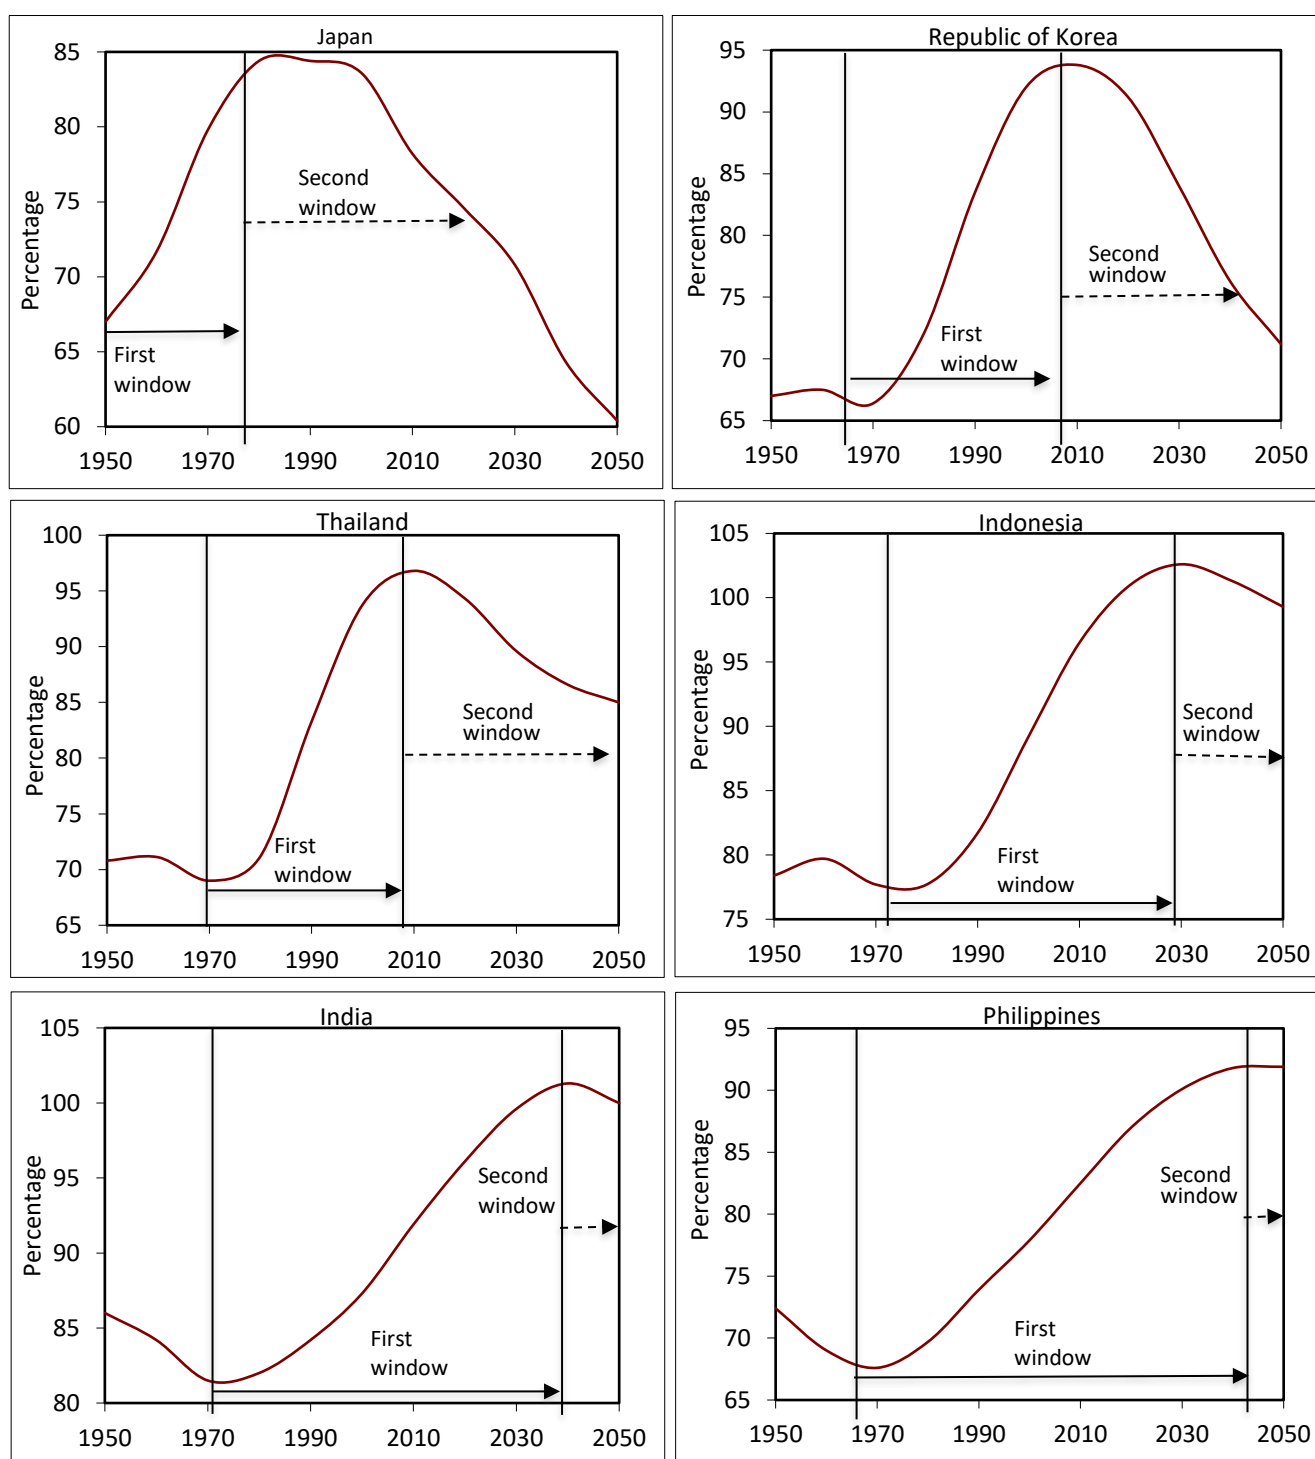 Japan
85
80
75
70
65
60
Percentage
Second
window
First
window
1950 1970 1990 2010 2030 2050
Republic of Korea
95
90
85
80
75
70
65
Percentage
Second
window
First
window
1950 1970 1990 2010 2030 2050
Thailand
100
95
90
85
80
75
70
65
Percentage
Second
window
First
window
1950 1970 1990 2010 2030 2050
Indonesia
105
100
95
90
85
80
75
Percentage
Second
window
First
window
1950 1970 1990 2010 2030 2050
India
105
100
95
90
85
80
Percentage
Second
window
First
window
1950 1970 1990 2010 2030 2050
Philippines
95
90
85
80
75
70
65
Percentage
Second
window
First
window
1950 1970 1990 2010 2030 2050